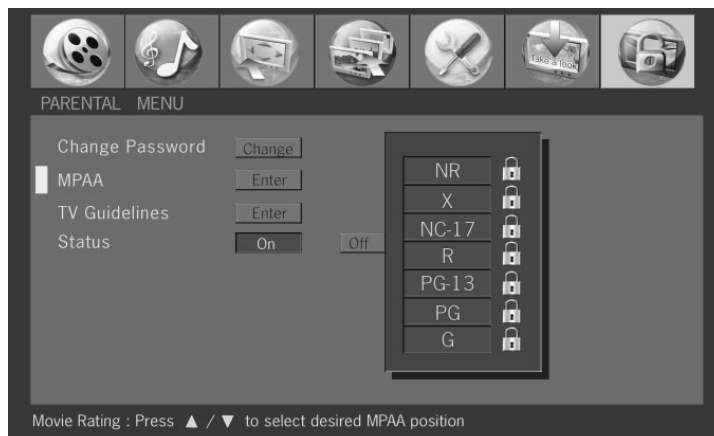 Take a look
PARENTAL MENU
Change Password Change
MPAA Enter
TV Guidelines Enter
Status On Off
NR
X
NC-17
R
PG-13
PG
G
Movie Rating : Press ▲ / ▼ to select desired MPAA position